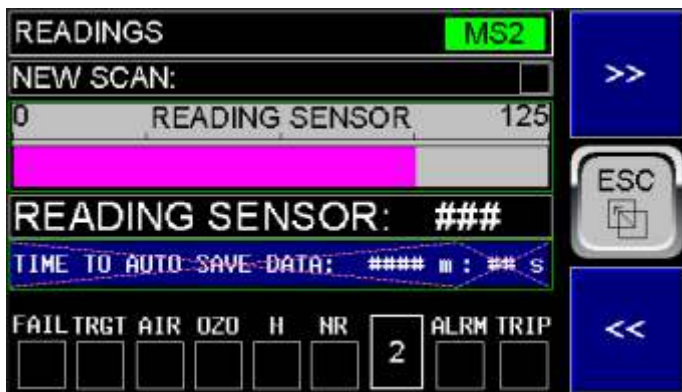 READINGS MS2
NEW SCAN:
0 READING SENSOR 125
READING SENSOR: ###
TIME TO AUTO SAVE DATA: #### m : ## s
FAIL TRGT AIR OZO H NR 2 ALRM TRIP
>>
ESC
<<